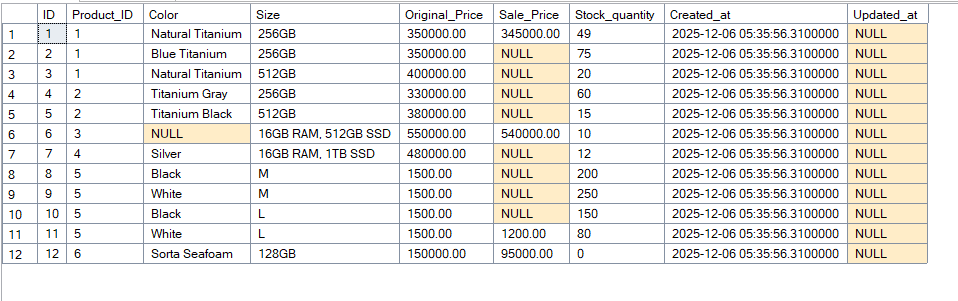 ID Product_ID Color Size Original_Price Sale_Price Stock_quantity Created_at Updated_at
1 1 1 Natural Titanium 256GB 350000.00 345000.00 49 2025-12-06 05:35:56.3100000 NULL
2 2 1 Blue Titanium 256GB 350000.00 NULL 75 2025-12-06 05:35:56.3100000 NULL
3 3 1 Natural Titanium 512GB 400000.00 NULL 20 2025-12-06 05:35:56.3100000 NULL
4 4 2 Titanium Gray 256GB 330000.00 NULL 60 2025-12-06 05:35:56.3100000 NULL
5 5 2 Titanium Black 512GB 380000.00 NULL 15 2025-12-06 05:35:56.3100000 NULL
6 6 3 NULL 16GB RAM, 512GB SSD 550000.00 540000.00 10 2025-12-06 05:35:56.3100000 NULL
7 7 4 Silver 16GB RAM, 1TB SSD 480000.00 NULL 12 2025-12-06 05:35:56.3100000 NULL
8 8 5 Black M 1500.00 NULL 200 2025-12-06 05:35:56.3100000 NULL
9 9 5 White M 1500.00 NULL 250 2025-12-06 05:35:56.3100000 NULL
10 10 5 Black L 1500.00 NULL 150 2025-12-06 05:35:56.3100000 NULL
11 11 5 White L 1500.00 1200.00 80 2025-12-06 05:35:56.3100000 NULL
12 12 6 Sorta Seafoam 128GB 150000.00 95000.00 0 2025-12-06 05:35:56.3100000 NULL